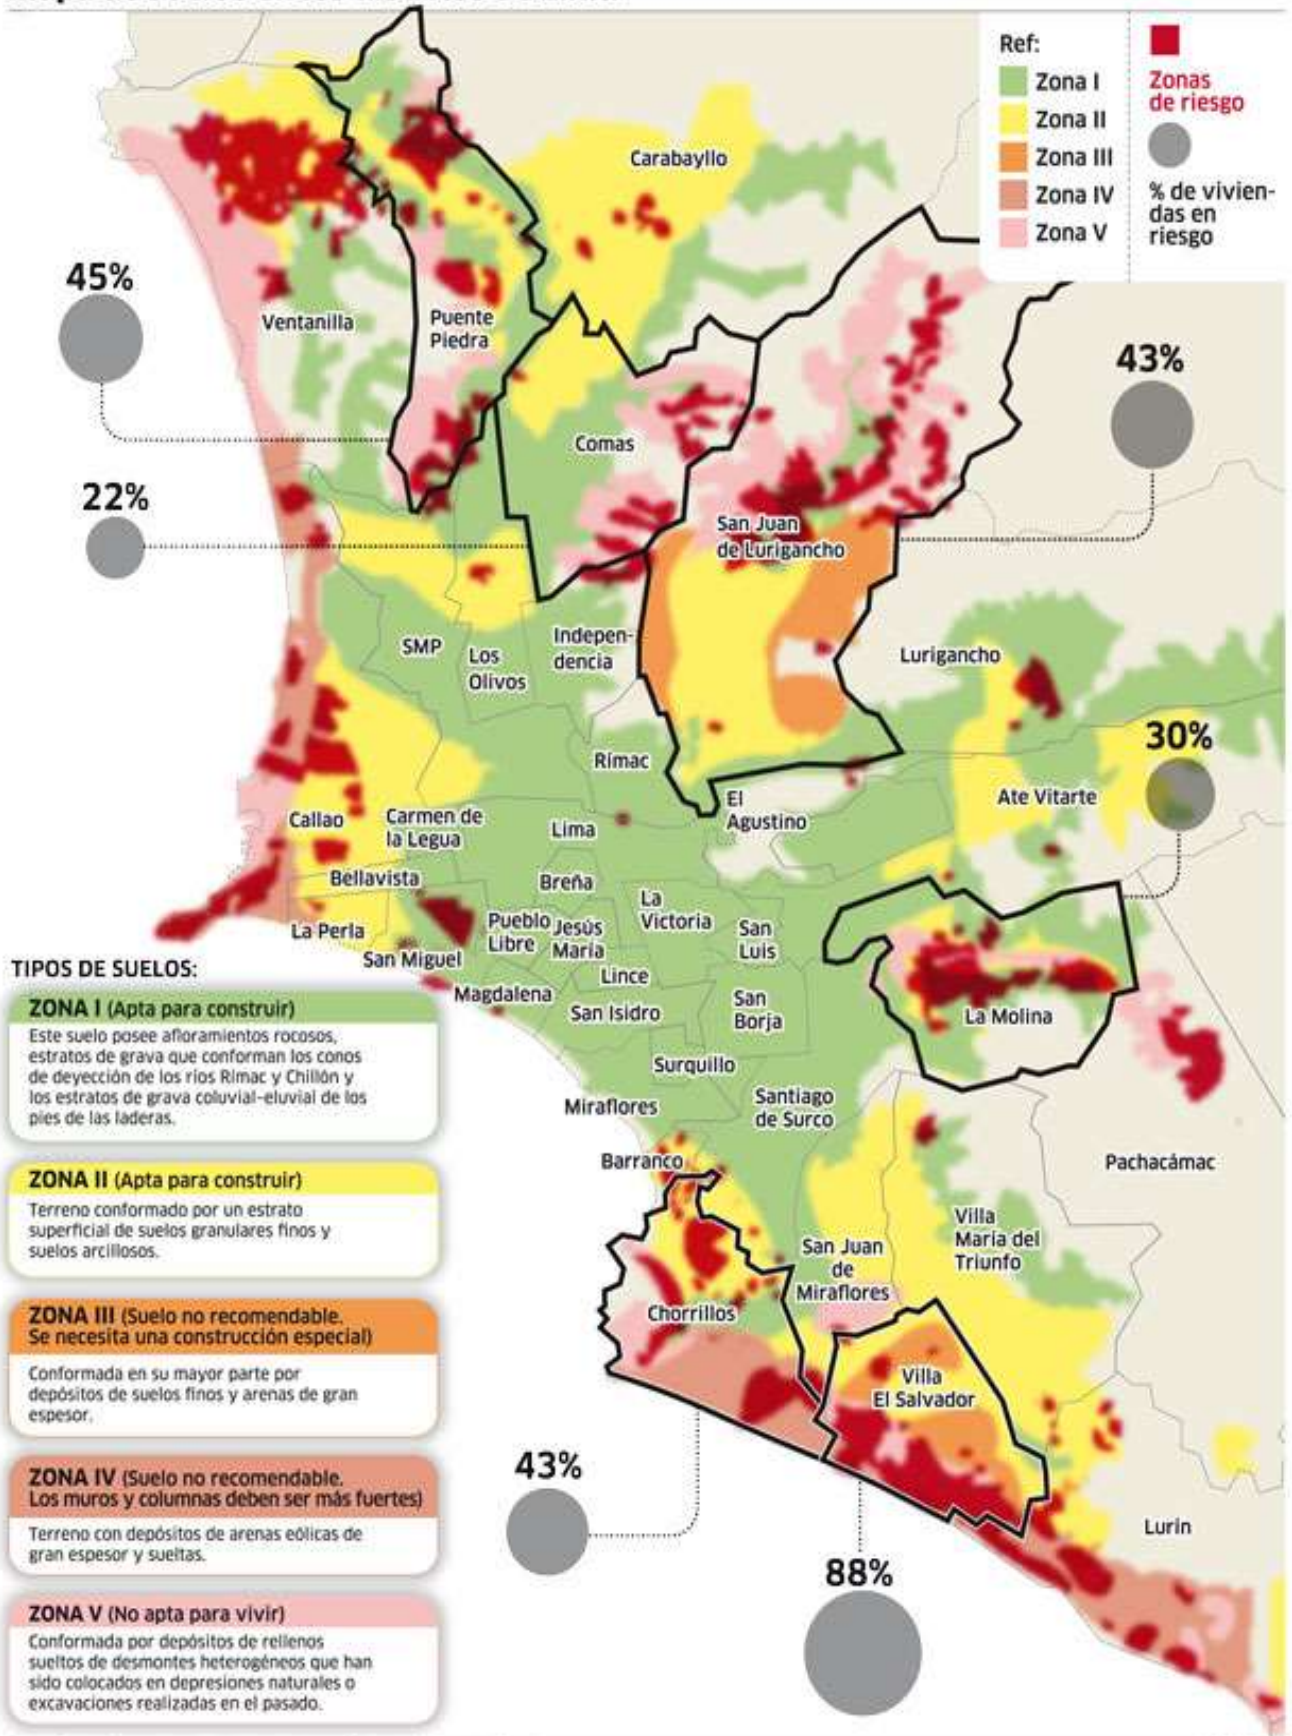 Ref:
Zona I
Zona II
Zona III
Zona IV
Zona V
Zonas
de riesgo
% de vivien-
das en
riesgo
Carabayllo
45%
Ventanilla
Puente
Piedra
43%
Comas
22%
San Juan
de Lurigancho
SMP
Los
Olivos
Indepen-
dencia
Lurigancho
30%
Rímac
Ate Vitarte
El
Agustino
Callao
Carmen de
la Legua
Lima
Bellavista
Breña
La
Victoria
La Perla
Pueblo
Libre
Jesús
María
San
Luis
San Miguel
Lince
Magdalena
San Isidro
San
Borja
La Molina
Surquillo
Miraflores
Santiago
de Surco
Barranco
Pachacámac
Villa
María del
Triunfo
San Juan
de
Miraflores
Chorrillos
Villa
El Salvador
43%
88%
Lurín
TIPOS DE SUELOS:
ZONA I (Apta para construir)
Este suelo posee afloramientos rocosos,
estratos de grava que conforman los conos
de deyección de los ríos Rímac y Chillón y
los estratos de grava coluvial-eluvial de los
pies de las laderas.
ZONA II (Apta para construir)
Terreno conformado por un estrato
superficial de suelos granulares finos y
suelos arcillosos.
ZONA III (Suelo no recomendable.
Se necesita una construcción especial)
Conformada en su mayor parte por
depósitos de suelos finos y arenas de gran
espesor.
ZONA IV (Suelo no recomendable.
Los muros y columnas deben ser más fuertes)
Terreno con depósitos de arenas eólicas de
gran espesor y sueltas.
ZONA V (No apta para vivir)
Conformada por depósitos de rellenos
sueltos de desmontes heterogéneos que han
sido colocados en depresiones naturales o
excavaciones realizadas en el pasado.